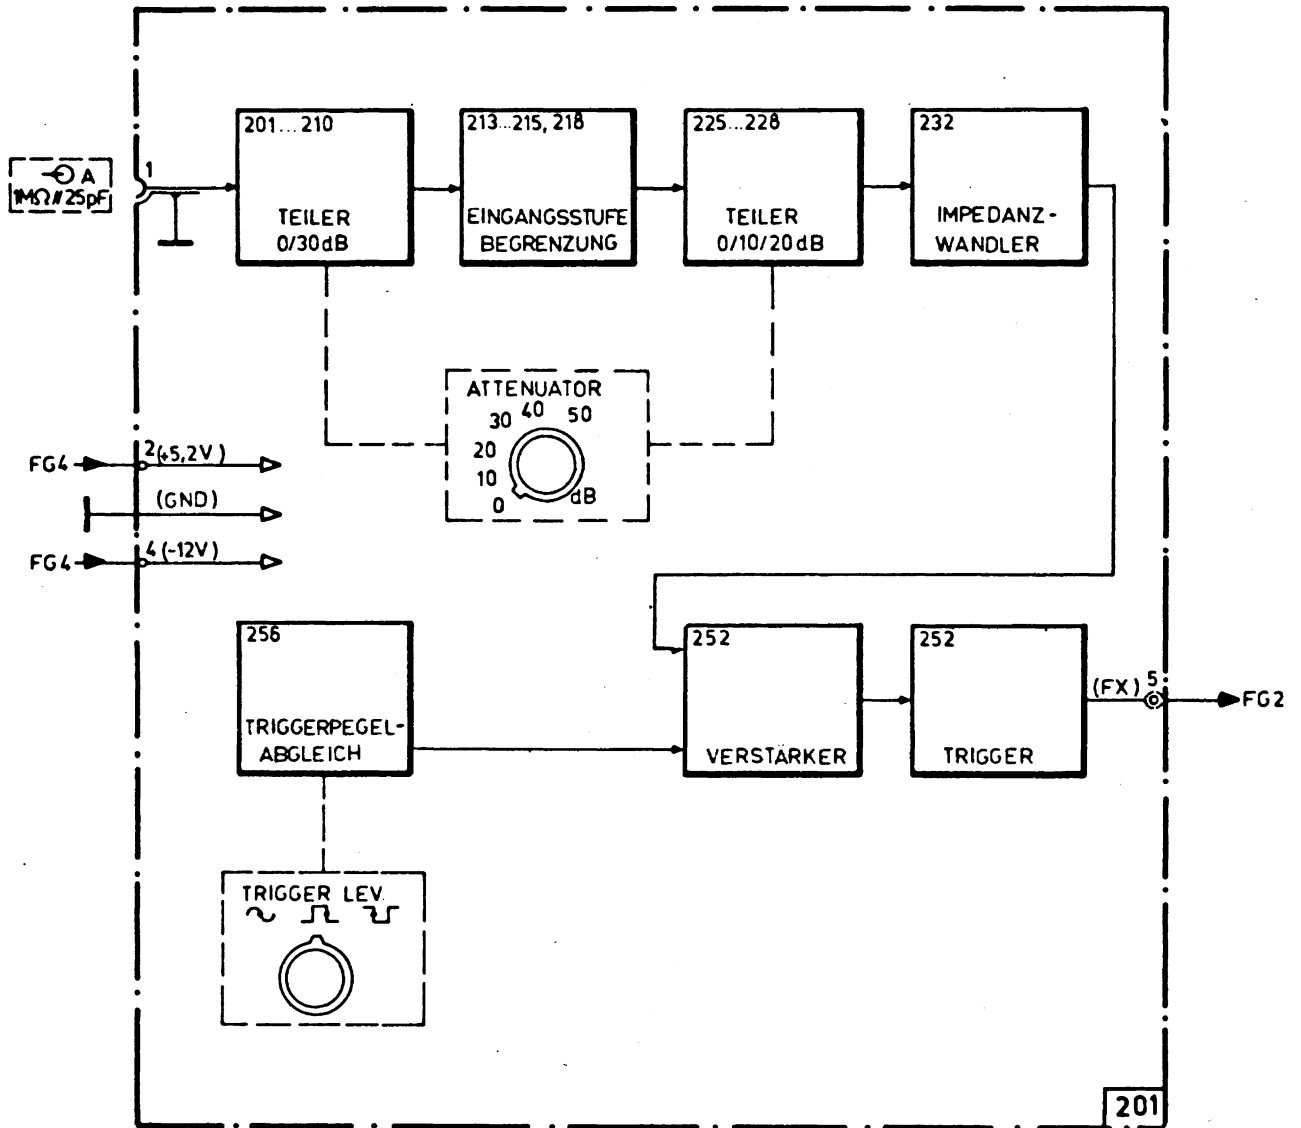 201...210
TEILER
0/30dB
213...215, 218
EINGANGSSTUFE
BEGRENZUNG
225...228
TEILER
0/10/20dB
232
IMPEDANZ-
WANDLER
A
1MΩ//25pF
1
ATTENUATOR
0
10
20
30
40
50
dB
FG4
2 (+5,2V)
(GND)
FG4
4 (-12V)
256
TRIGGERPEGEL-
ABGLEICH
252
VERSTÄRKER
252
TRIGGER
(FX) 5
FG2
TRIGGER LEV.
201